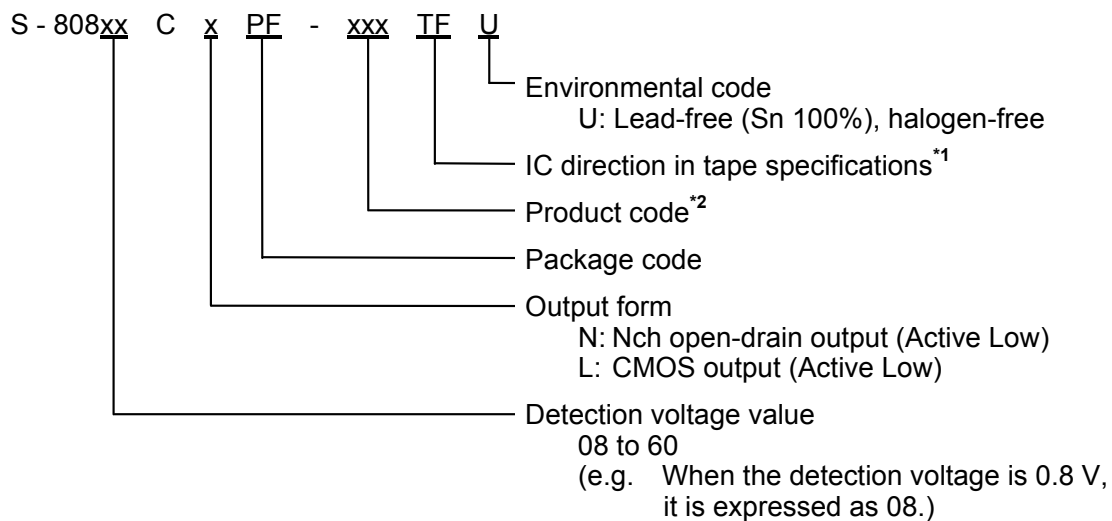 S - 808xx C x PF - xxx TF U
Environmental code
U: Lead-free (Sn 100%), halogen-free
IC direction in tape specifications*1
Product code*2
Package code
Output form
N: Nch open-drain output (Active Low)
L: CMOS output (Active Low)
Detection voltage value
08 to 60
(e.g. When the detection voltage is 0.8 V,
it is expressed as 08.)